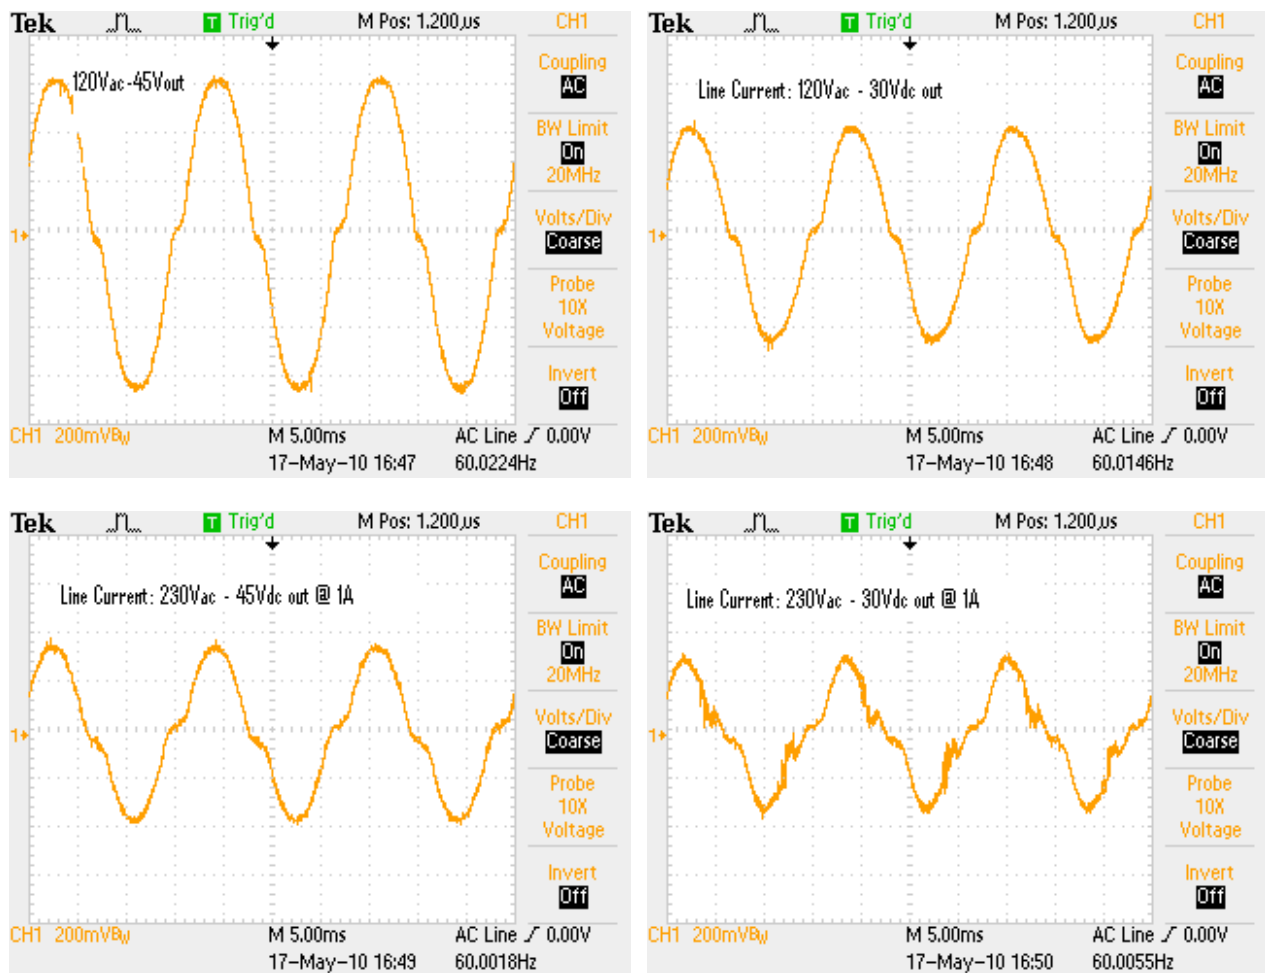 Tek Trig'd M Pos: 1.200µs CH1
120Vac-45Vout
Coupling
AC
BW Limit
On
20MHz
Volts/Div
Coarse
Probe
10X
Voltage
Invert
Off
1
CH1 200mVBW M 5.00ms AC Line 0.00V
17-May-10 16:47 60.0224Hz
Tek Trig'd M Pos: 1.200µs CH1
Line Current: 120Vac - 30Vdc out
Coupling
AC
BW Limit
On
20MHz
Volts/Div
Coarse
Probe
10X
Voltage
Invert
Off
1
CH1 200mVBW M 5.00ms AC Line 0.00V
17-May-10 16:48 60.0146Hz
Tek Trig'd M Pos: 1.200µs CH1
Line Current: 230Vac - 45Vdc out @ 1A
Coupling
AC
BW Limit
On
20MHz
Volts/Div
Coarse
Probe
10X
Voltage
Invert
Off
1
CH1 200mVBW M 5.00ms AC Line 0.00V
17-May-10 16:49 60.0018Hz
Tek Trig'd M Pos: 1.200µs CH1
Line Current: 230Vac - 30Vdc out @ 1A
Coupling
AC
BW Limit
On
20MHz
Volts/Div
Coarse
Probe
10X
Voltage
Invert
Off
1
CH1 200mVBW M 5.00ms AC Line 0.00V
17-May-10 16:50 60.0055Hz